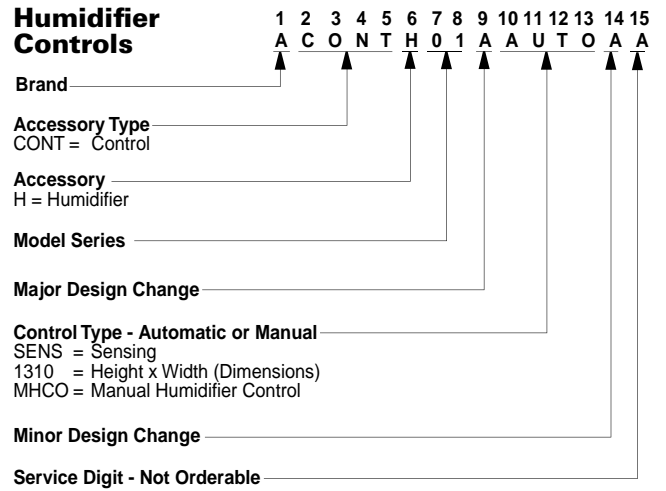 Humidifier Controls
1 2 3 4 5 6 7 8 9 10 11 12 13 14 15
A C O N T H 0 1 A A U T O A A
Brand
Accessory Type
CONT = Control
Accessory
H = Humidifier
Model Series
Major Design Change
Control Type - Automatic or Manual
SENS = Sensing
1310 = Height x Width (Dimensions)
MHCO = Manual Humidifier Control
Minor Design Change
Service Digit - Not Orderable